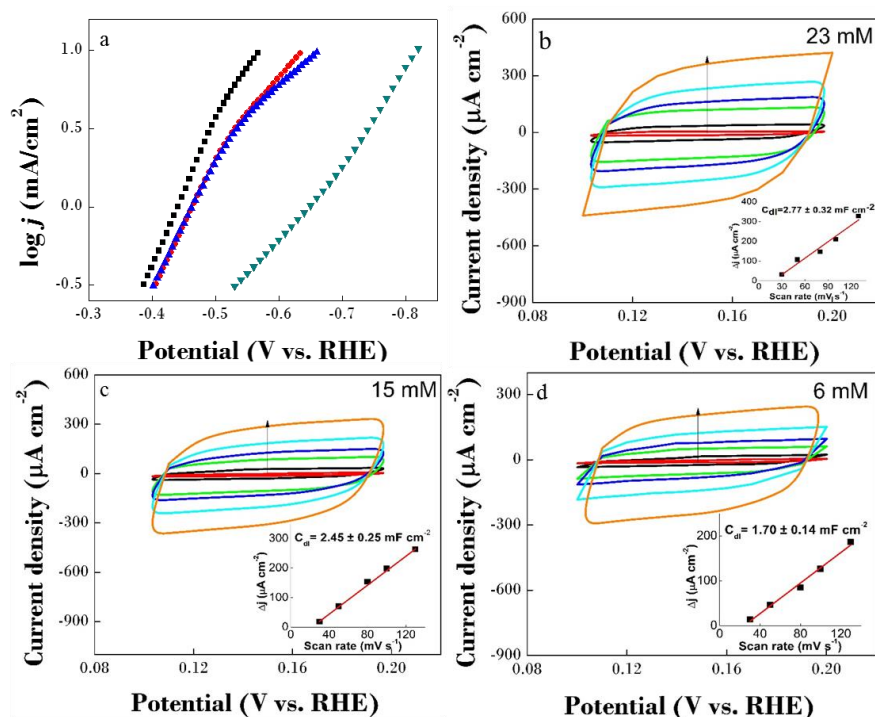 a
log j (mA/cm²)
1.0
0.5
0.0
-0.5
-0.3 -0.4 -0.5 -0.6 -0.7 -0.8
Potential (V vs. RHE)
b
23 mM
Current density (μA cm⁻²)
600
300
0
-300
-600
-900
0.08 0.12 0.16 0.20
Potential (V vs. RHE)
Cdl=2.77 ± 0.32 mF cm⁻²
Δj (μA cm⁻²)
400
300
200
100
0
0 40 80 120
Scan rate (mV s⁻¹)
c
15 mM
Current density (μA cm⁻²)
600
300
0
-300
-600
-900
0.08 0.12 0.16 0.20
Potential (V vs. RHE)
Cdl= 2.45 ± 0.25 mF cm⁻²
Δj (μA cm⁻²)
300
200
100
0
0 40 80 120
Scan rate (mV s⁻¹)
d
6 mM
Current density (μA cm⁻²)
300
0
-300
-600
-900
0.08 0.12 0.16 0.20
Potential (V vs. RHE)
Cdl= 1.70 ± 0.14 mF cm⁻²
Δj (μA cm⁻²)
200
100
0
0 40 80 120
Scan rate (mV s⁻¹)